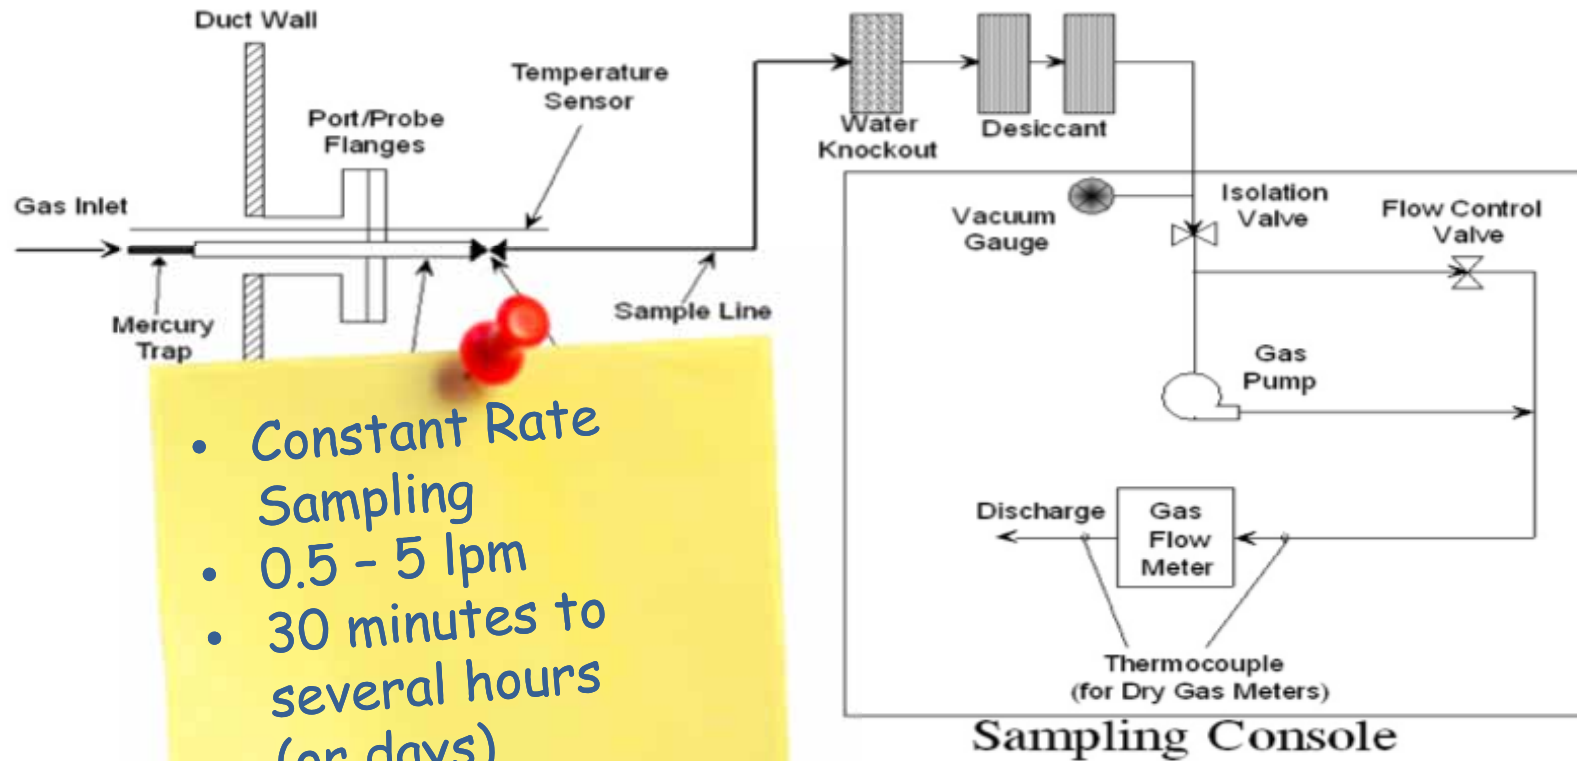 Duct Wall
Temperature
Sensor
Port/Probe
Flanges
Gas Inlet
Mercury
Trap
Sample Line
Water
Knockout
Desiccant
Vacuum
Gauge
Isolation
Valve
Flow Control
Valve
Gas
Pump
Discharge
Gas
Flow
Meter
Thermocouple
(for Dry Gas Meters)
Sampling Console
• Constant Rate
Sampling
• 0.5 – 5 lpm
• 30 minutes to
several hours
(or days)